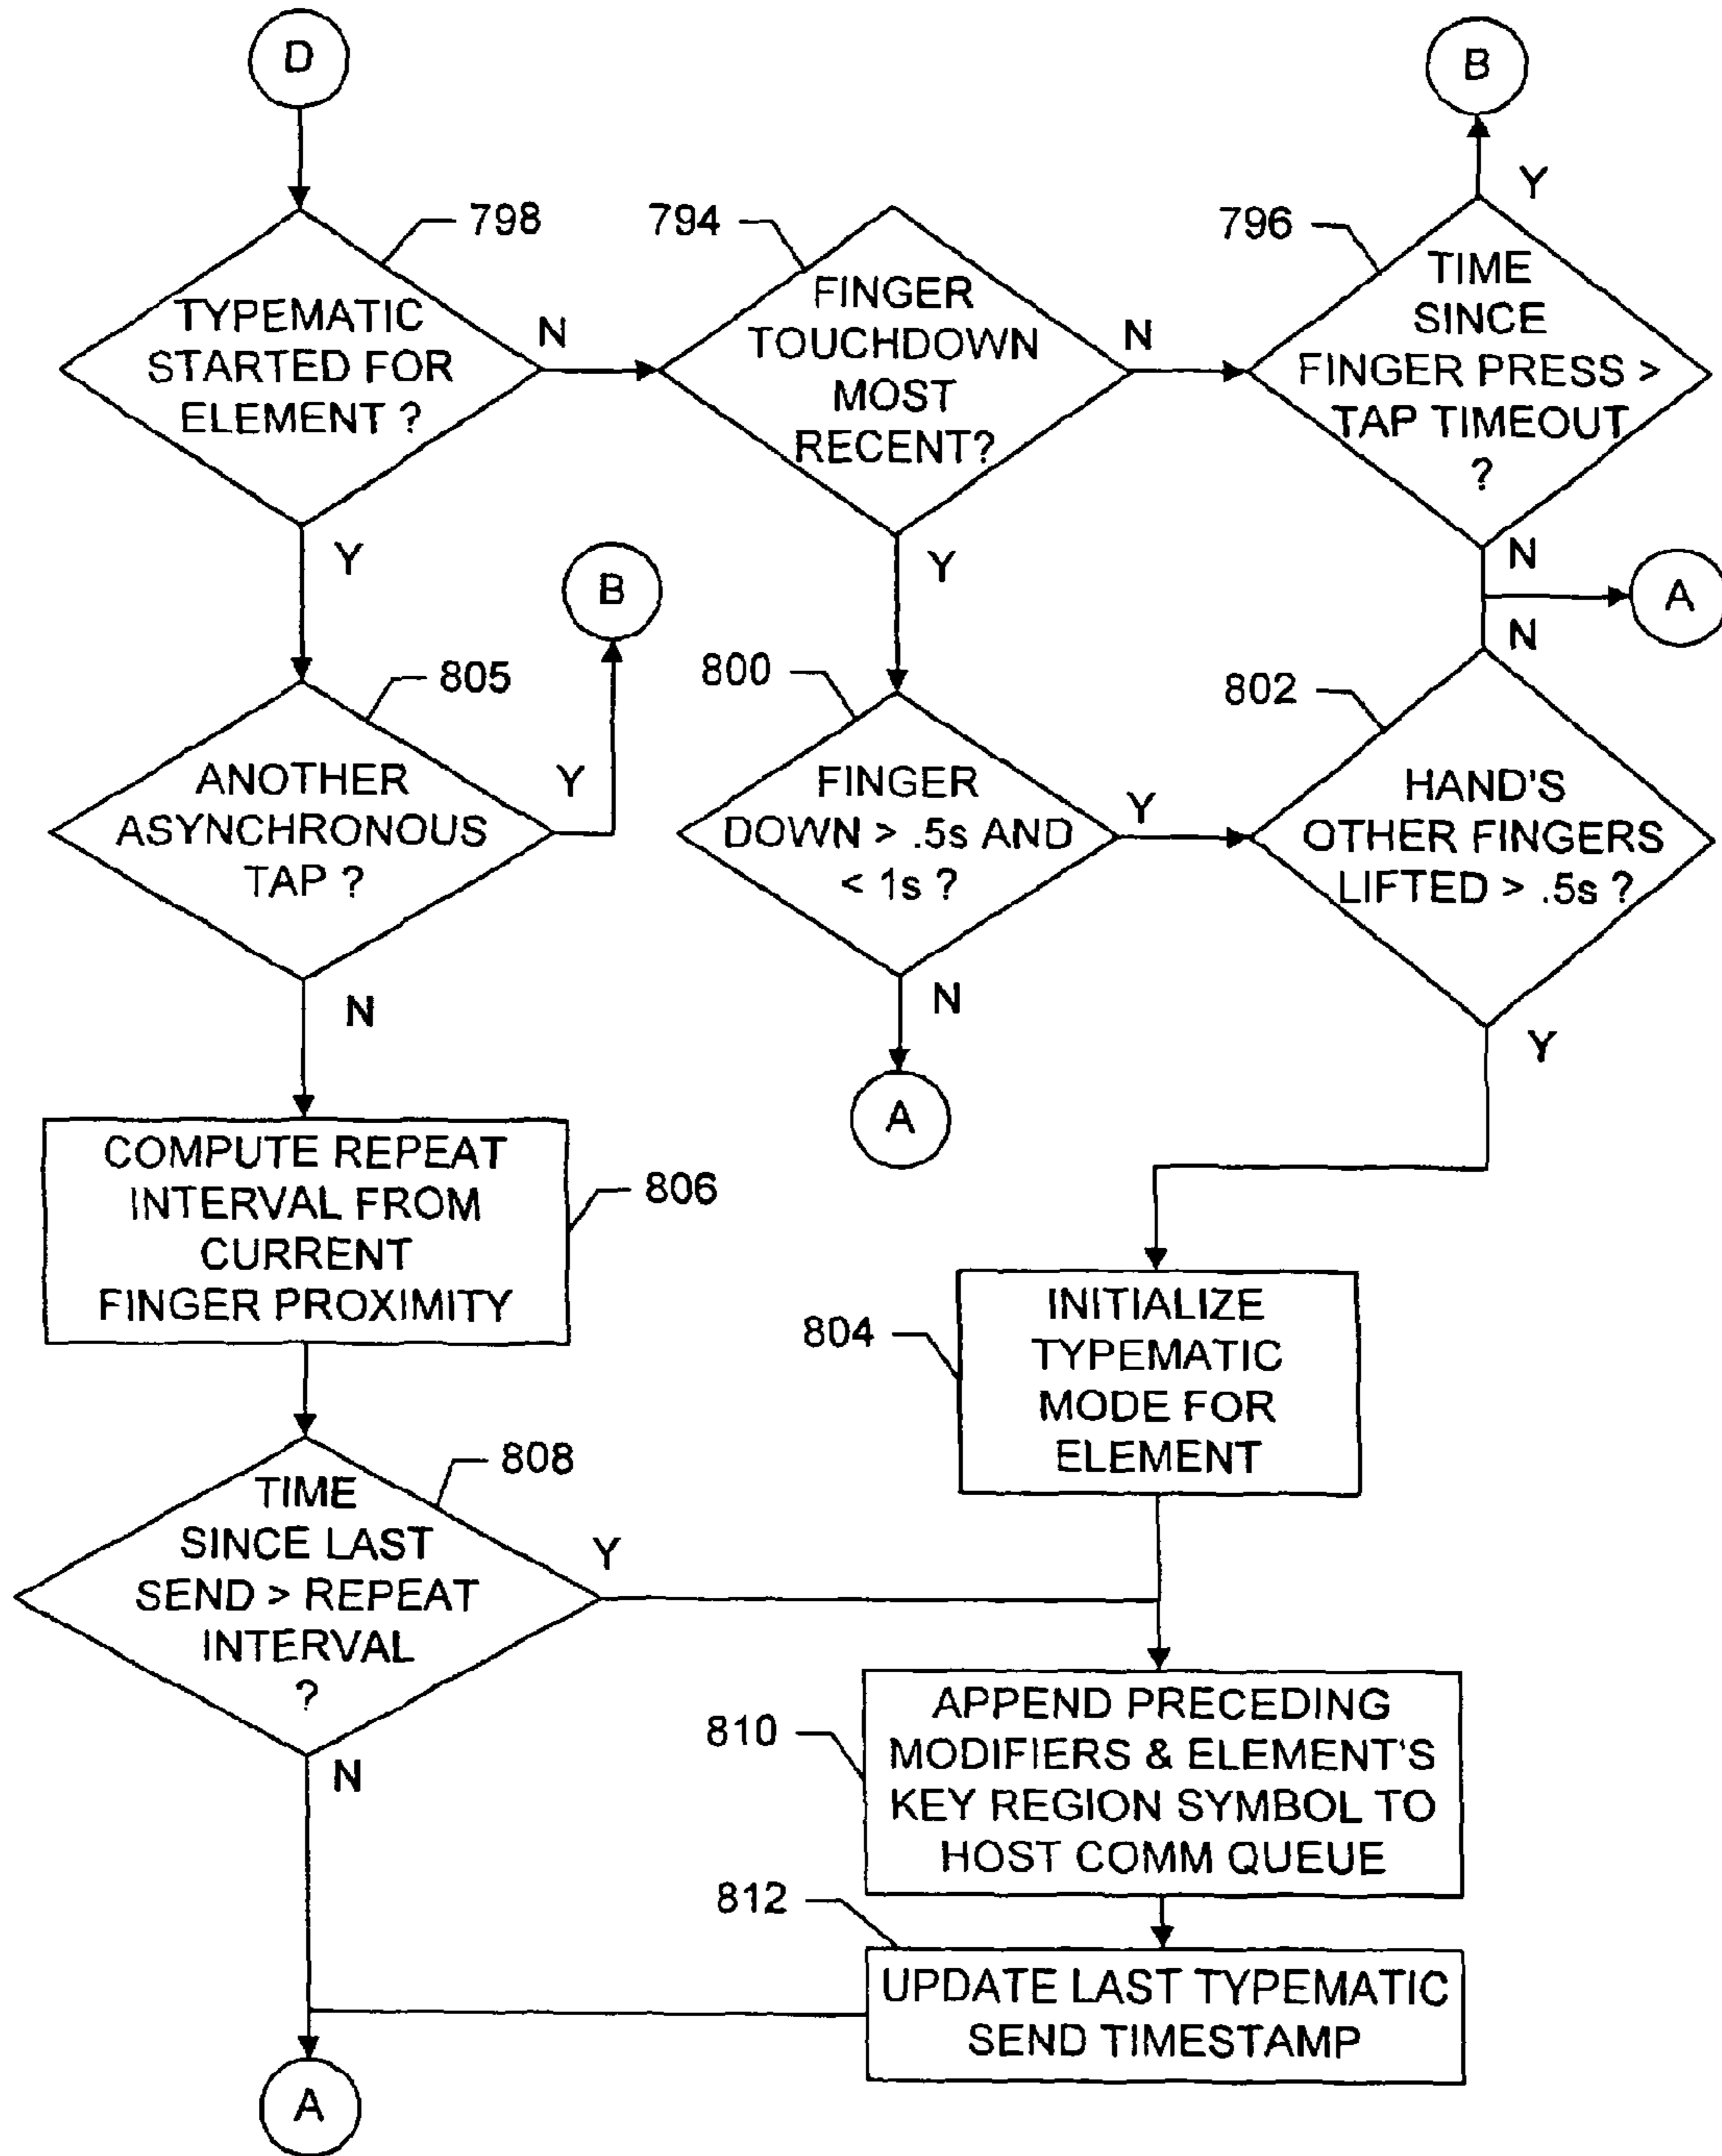 D
B
798
794
796
TYPEMATIC
STARTED FOR
ELEMENT ?
N
Y
FINGER
TOUCHDOWN
MOST
RECENT?
N
Y
Y
TIME
SINCE
FINGER PRESS >
TAP TIMEOUT
?
N
A
N
B
805
800
802
ANOTHER
ASYNCHRONOUS
TAP ?
Y
N
FINGER
DOWN > .5s AND
< 1s ?
Y
N
A
HAND'S
OTHER FINGERS
LIFTED > .5s ?
Y
COMPUTE REPEAT
INTERVAL FROM
CURRENT
FINGER PROXIMITY
806
804
INITIALIZE
TYPEMATIC
MODE FOR
ELEMENT
808
TIME
SINCE LAST
SEND > REPEAT
INTERVAL
?
Y
N
810
APPEND PRECEDING
MODIFIERS & ELEMENT'S
KEY REGION SYMBOL TO
HOST COMM QUEUE
812
UPDATE LAST TYPEMATIC
SEND TIMESTAMP
A